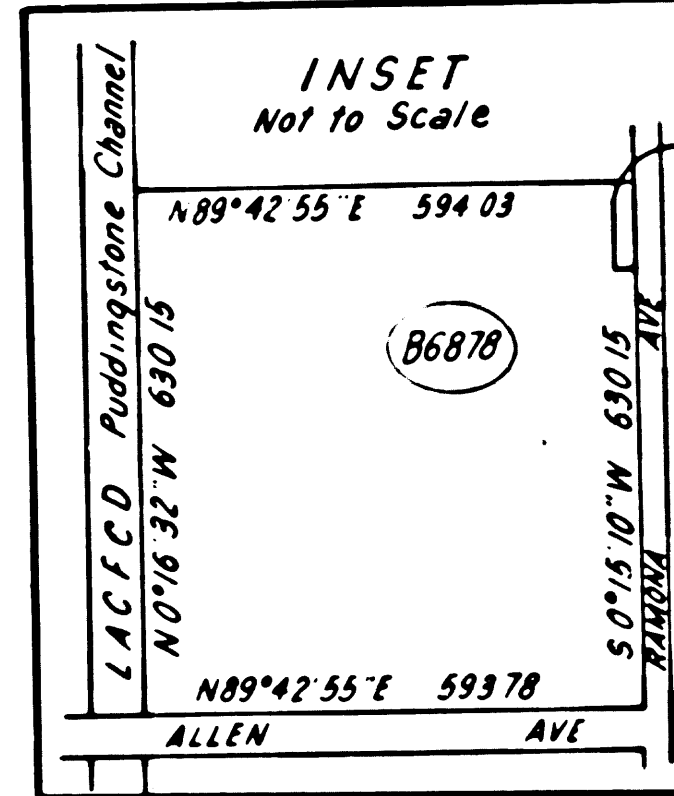 INSET
Not to Scale
LACFCD Puddingstone Channel
N89°42'55"E 594 03
N0°16'32"W 630 15
B6878
S0°15'10"W 630 15
RAMONA AVE
N89°42'55"E 593 78
ALLEN AVE